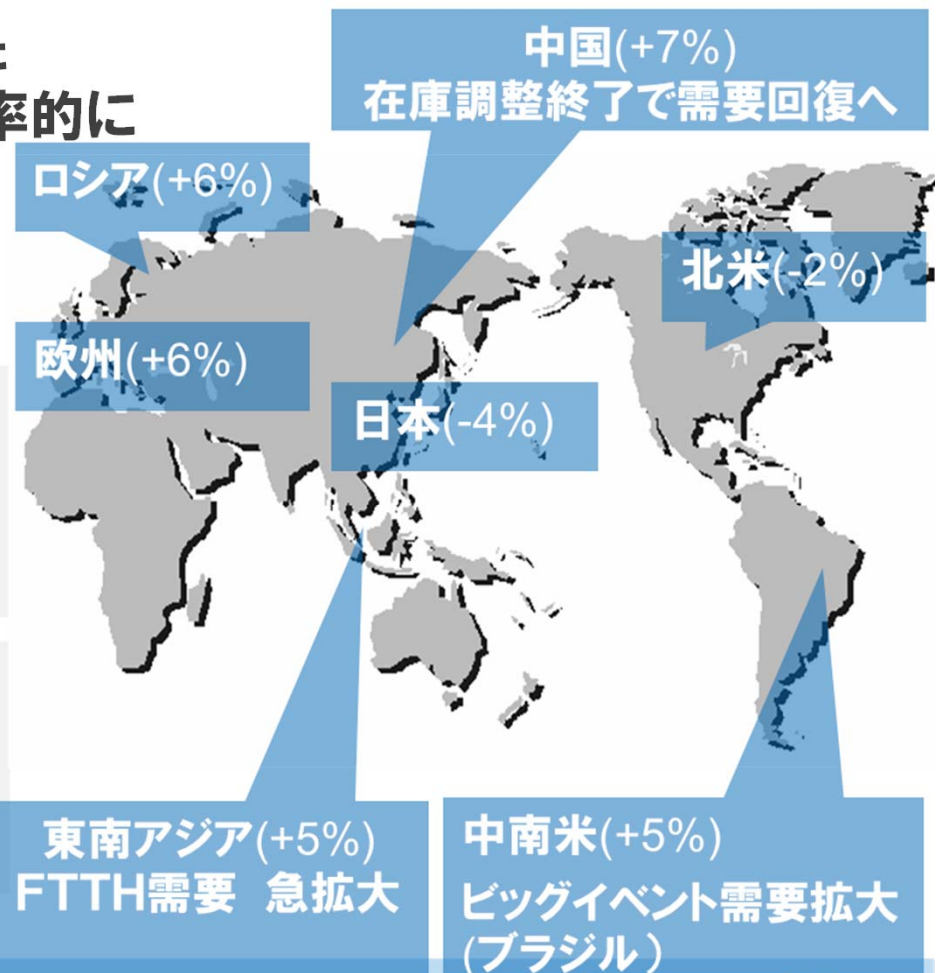 率的に
中国(+7%)
在庫調整終了で需要回復へ
ロシア(+6%)
北米(-2%)
欧州(+6%)
日本(-4%)
東南アジア(+5%)
FTTH需要 急拡大
中南米(+5%)
ビッグイベント需要拡大
(ブラジル)